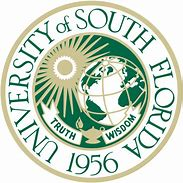 UNIVERSITY of SOUTH FLORIDA
1956
TRUTH WISDOM